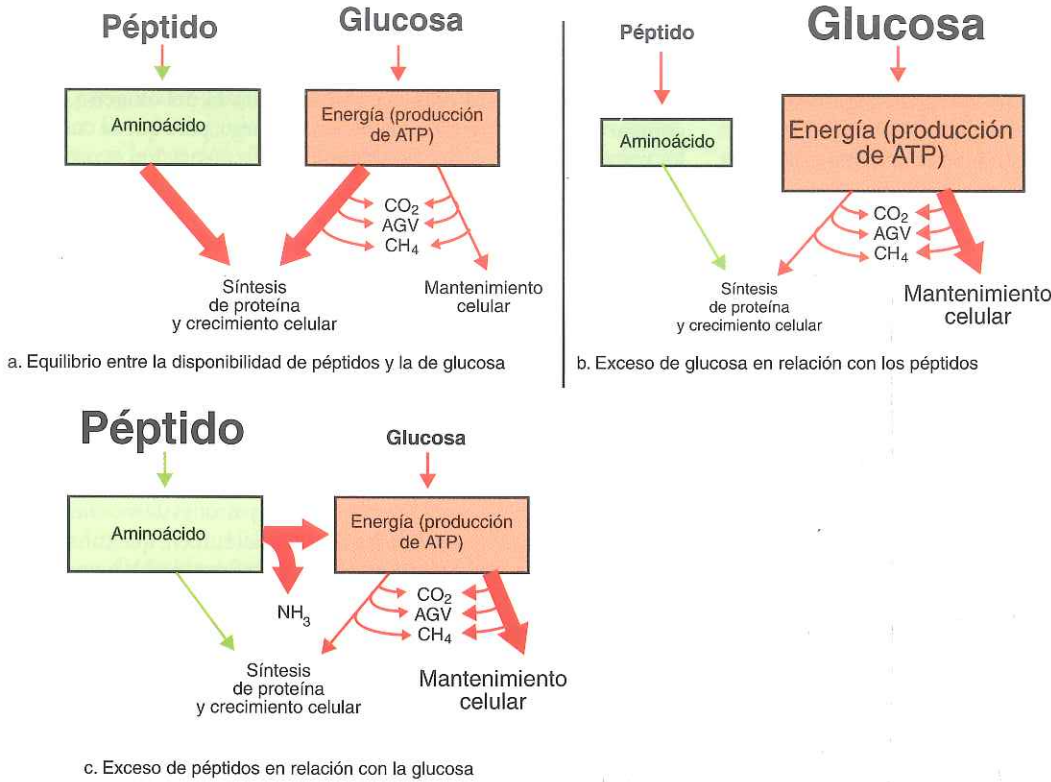 Péptido
Glucosa
Aminoácido
Energía (producción
de ATP)
CO₂
AGV
CH₄
Síntesis
de proteína
y crecimiento celular
Mantenimiento
celular
a. Equilibrio entre la disponibilidad de péptidos y la de glucosa
Péptido
Glucosa
Aminoácido
Energía (producción
de ATP)
CO₂
AGV
CH₄
Síntesis
de proteína
y crecimiento celular
Mantenimiento
celular
b. Exceso de glucosa en relación con los péptidos
Péptido
Glucosa
Aminoácido
Energía (producción
de ATP)
NH₃
CO₂
AGV
CH₄
Síntesis
de proteína
y crecimiento celular
Mantenimiento
celular
c. Exceso de péptidos en relación con la glucosa